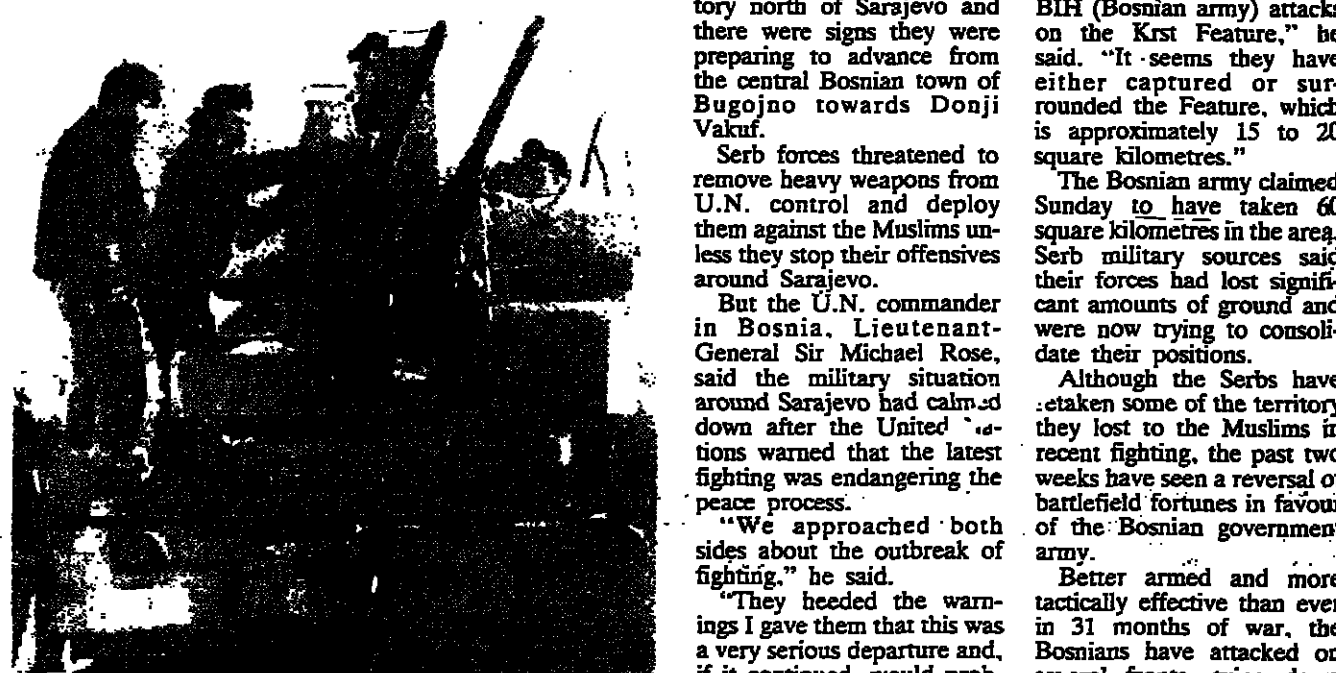 tory north of Sarajevo and
there were signs they were
preparing to advance from
the central Bosnian town of
Bugojno towards Donji
Vakuf.
Serb forces threatened to
remove heavy weapons from
U.N. control and deploy
them against the Muslims un-
less they stop their offensives
around Sarajevo.
But the U.N. commander
in Bosnia, Lieutenant-
General Sir Michael Rose,
said the military situation
around Sarajevo had calmed
down after the United
tions warned that the latest
fighting was endangering the
peace process.
"We approached both
sides about the outbreak of
fighting," he said.
"They heeded the warn-
ings I gave them that this was
a very serious departure and,
if it continued, would prob-
BIH (Bosnian army) attacks
on the Krst Feature," he
said. "It seems they have
either captured or sur-
rounded the Feature, which
is approximately 15 to 20
square kilometres."
The Bosnian army claimed
Sunday to have taken 60
square kilometres in the area.
Serb military sources said
their forces had lost signifi-
cant amounts of ground and
were now trying to consoli-
date their positions.
Although the Serbs have
etaken some of the territory
they lost to the Muslims in
recent fighting, the past two
weeks have seen a reversal of
battlefield fortunes in favour
of the Bosnian government
army.
Better armed and more
tactically effective than ever
in 31 months of war, the
Bosnians have attacked on